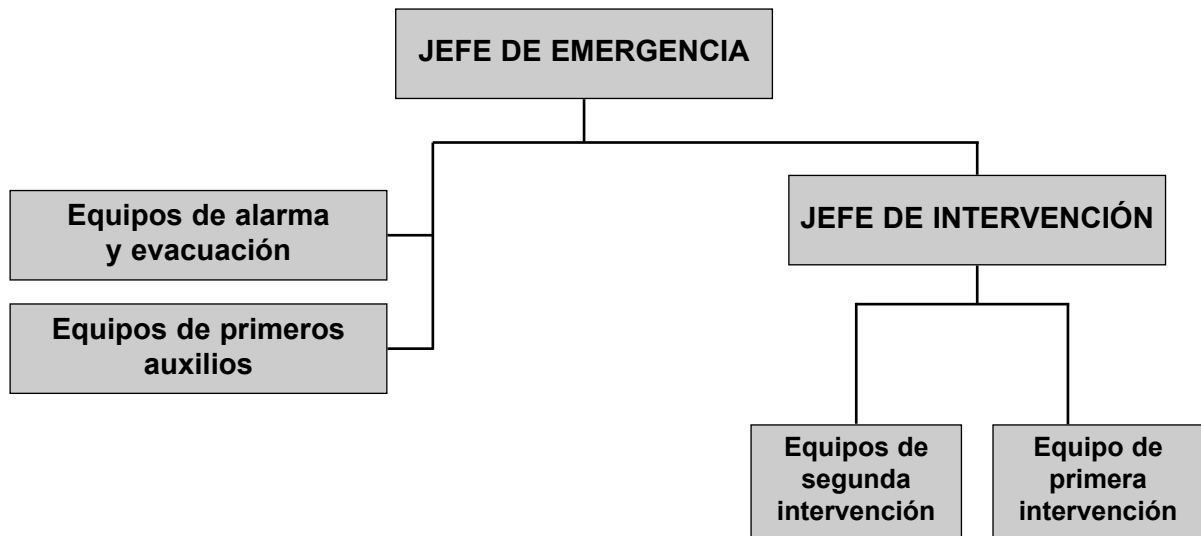 JEFE DE EMERGENCIA
Equipos de alarma
y evacuación
Equipos de primeros
auxilios
JEFE DE INTERVENCIÓN
Equipos de
segunda
intervención
Equipo de
primera
intervención